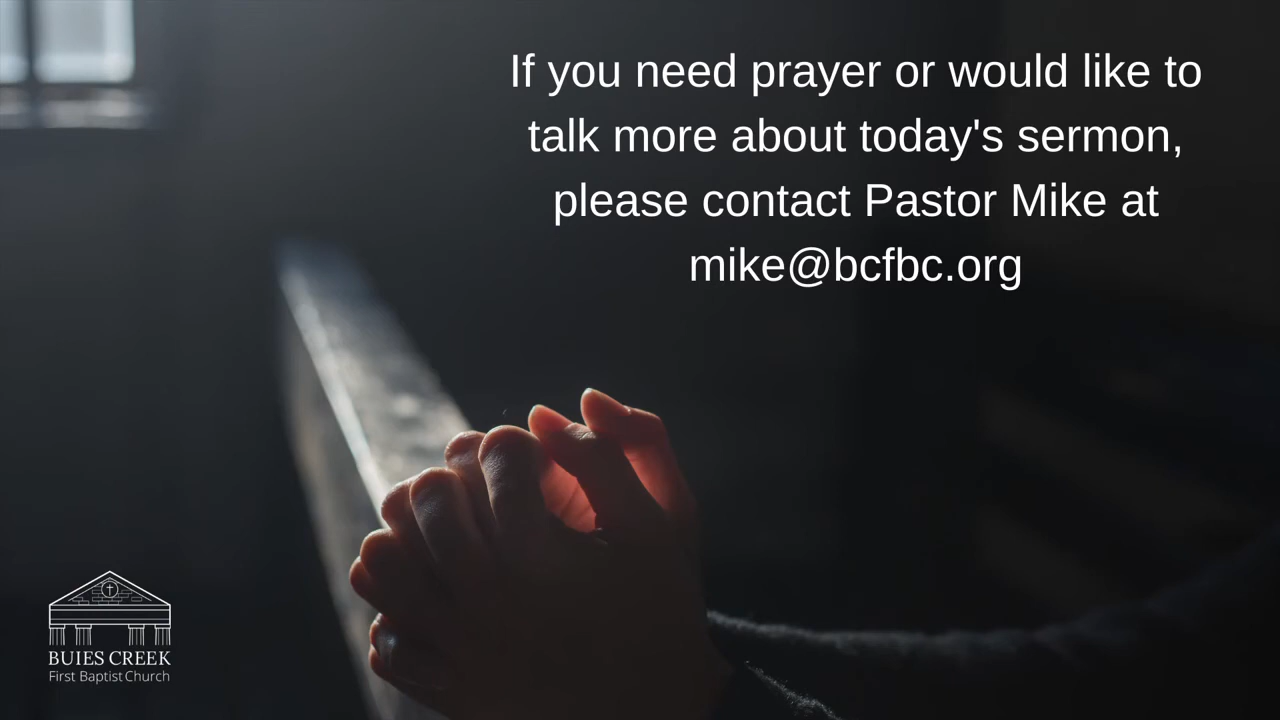 If you need prayer or would like to
talk more about today's sermon,
please contact Pastor Mike at
mike@bcfbc.org
BUIES CREEK
First Baptist Church